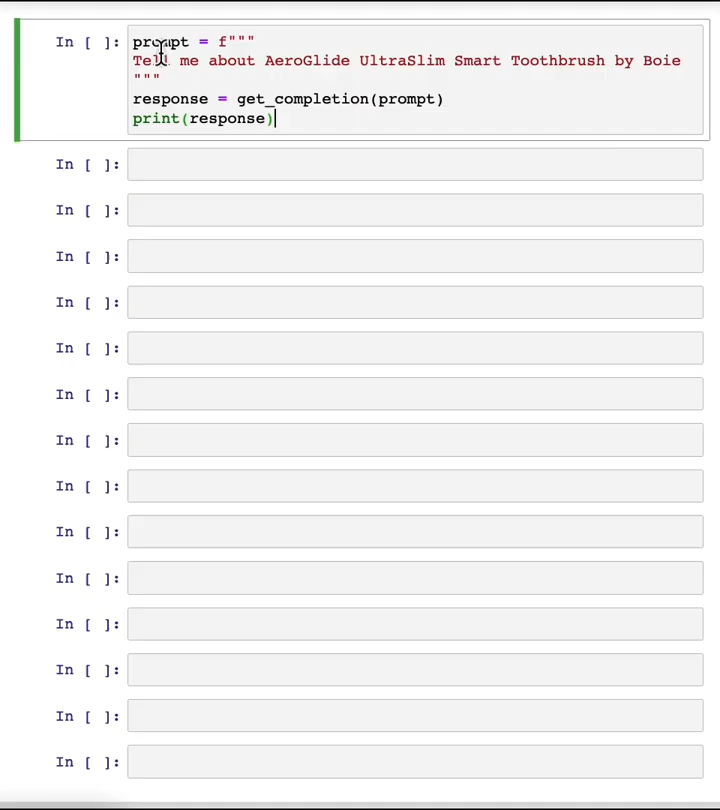 In [ ]: prompt = f"""
Tell me about AeroGlide UltraSlim Smart Toothbrush by Boie
"""
response = get_completion(prompt)
print(response)
In [ ]:
In [ ]:
In [ ]:
In [ ]:
In [ ]:
In [ ]:
In [ ]:
In [ ]:
In [ ]:
In [ ]:
In [ ]:
In [ ]:
In [ ]:
In [ ]: